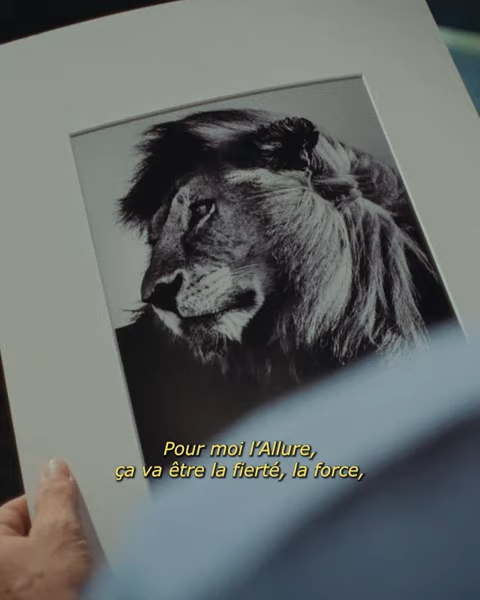 Pour moi l’Allure,
ça va être la fierté, la force,